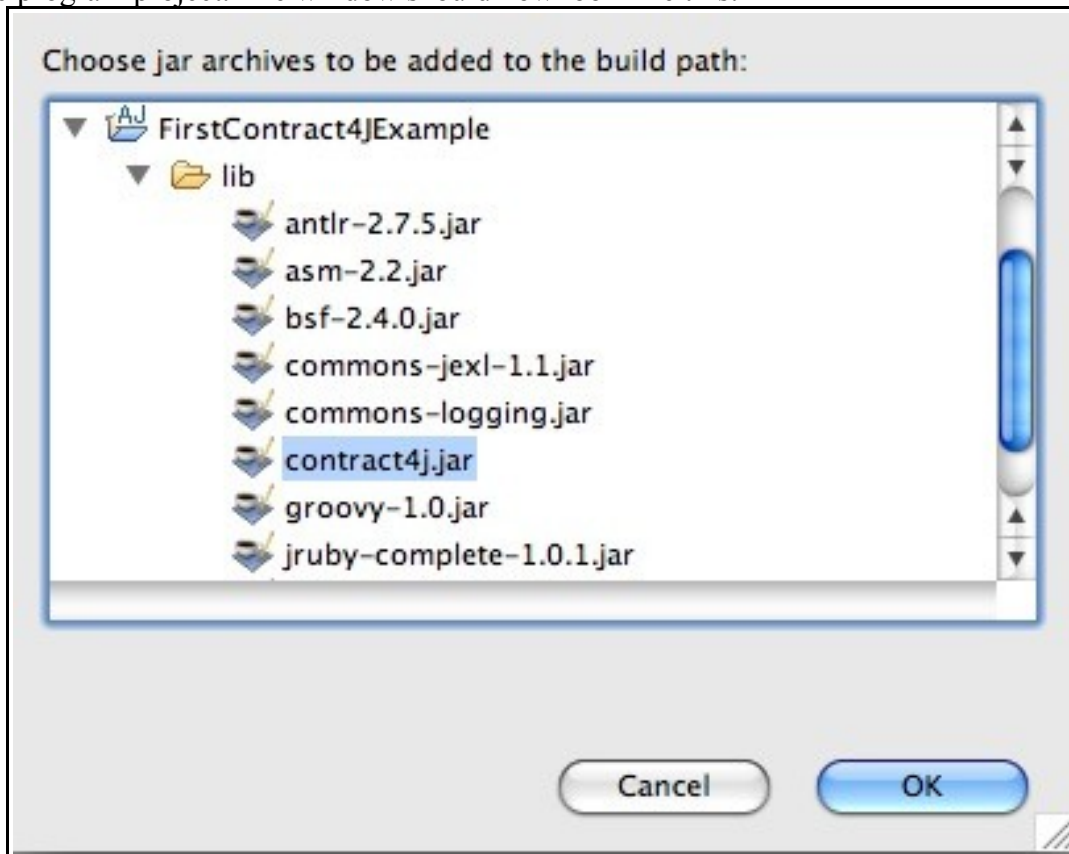 Choose jar archives to be added to the build path:
AJ
FirstContract4JExample
lib
antlr-2.7.5.jar
asm-2.2.jar
bsf-2.4.0.jar
commons-jexl-1.1.jar
commons-logging.jar
contract4j.jar
groovy-1.0.jar
jruby-complete-1.0.1.jar
Cancel
OK